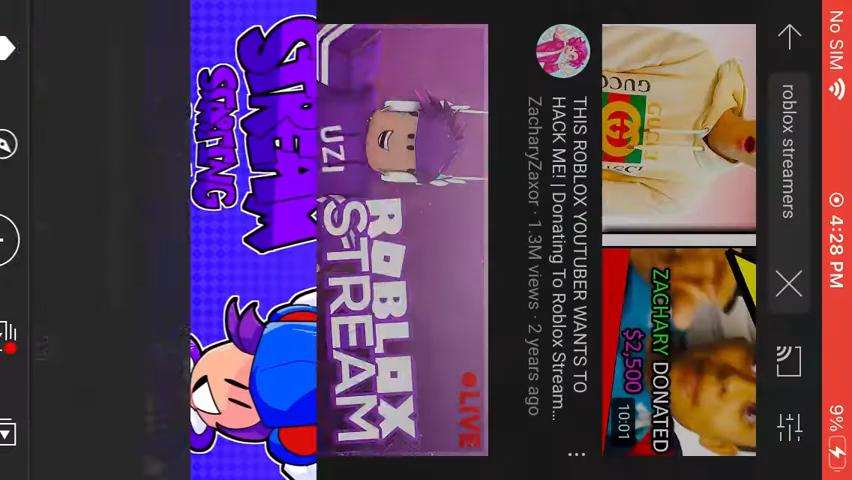 No SIM 4:28 PM 9%
roblox streamers
GUCCI
ZACHARY DONATED
$2,500
10:01
THIS ROBLOX YOUTUBER WANTS TO
HACK ME! | Donating To Roblox Stream...
ZacharyZaxor · 1.3M views · 2 years ago
LIVE
UZI
ROBLOX
STREAM
STREAM
STARTING